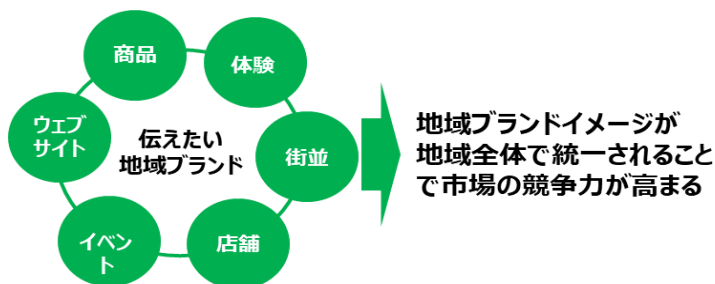 商品
体験
ウェブ
サイト
伝えたい
地域ブランド
街並
イベン
ト
店舗
地域ブランドイメージが
地域全体で統一されること
で市場の競争力が高まる